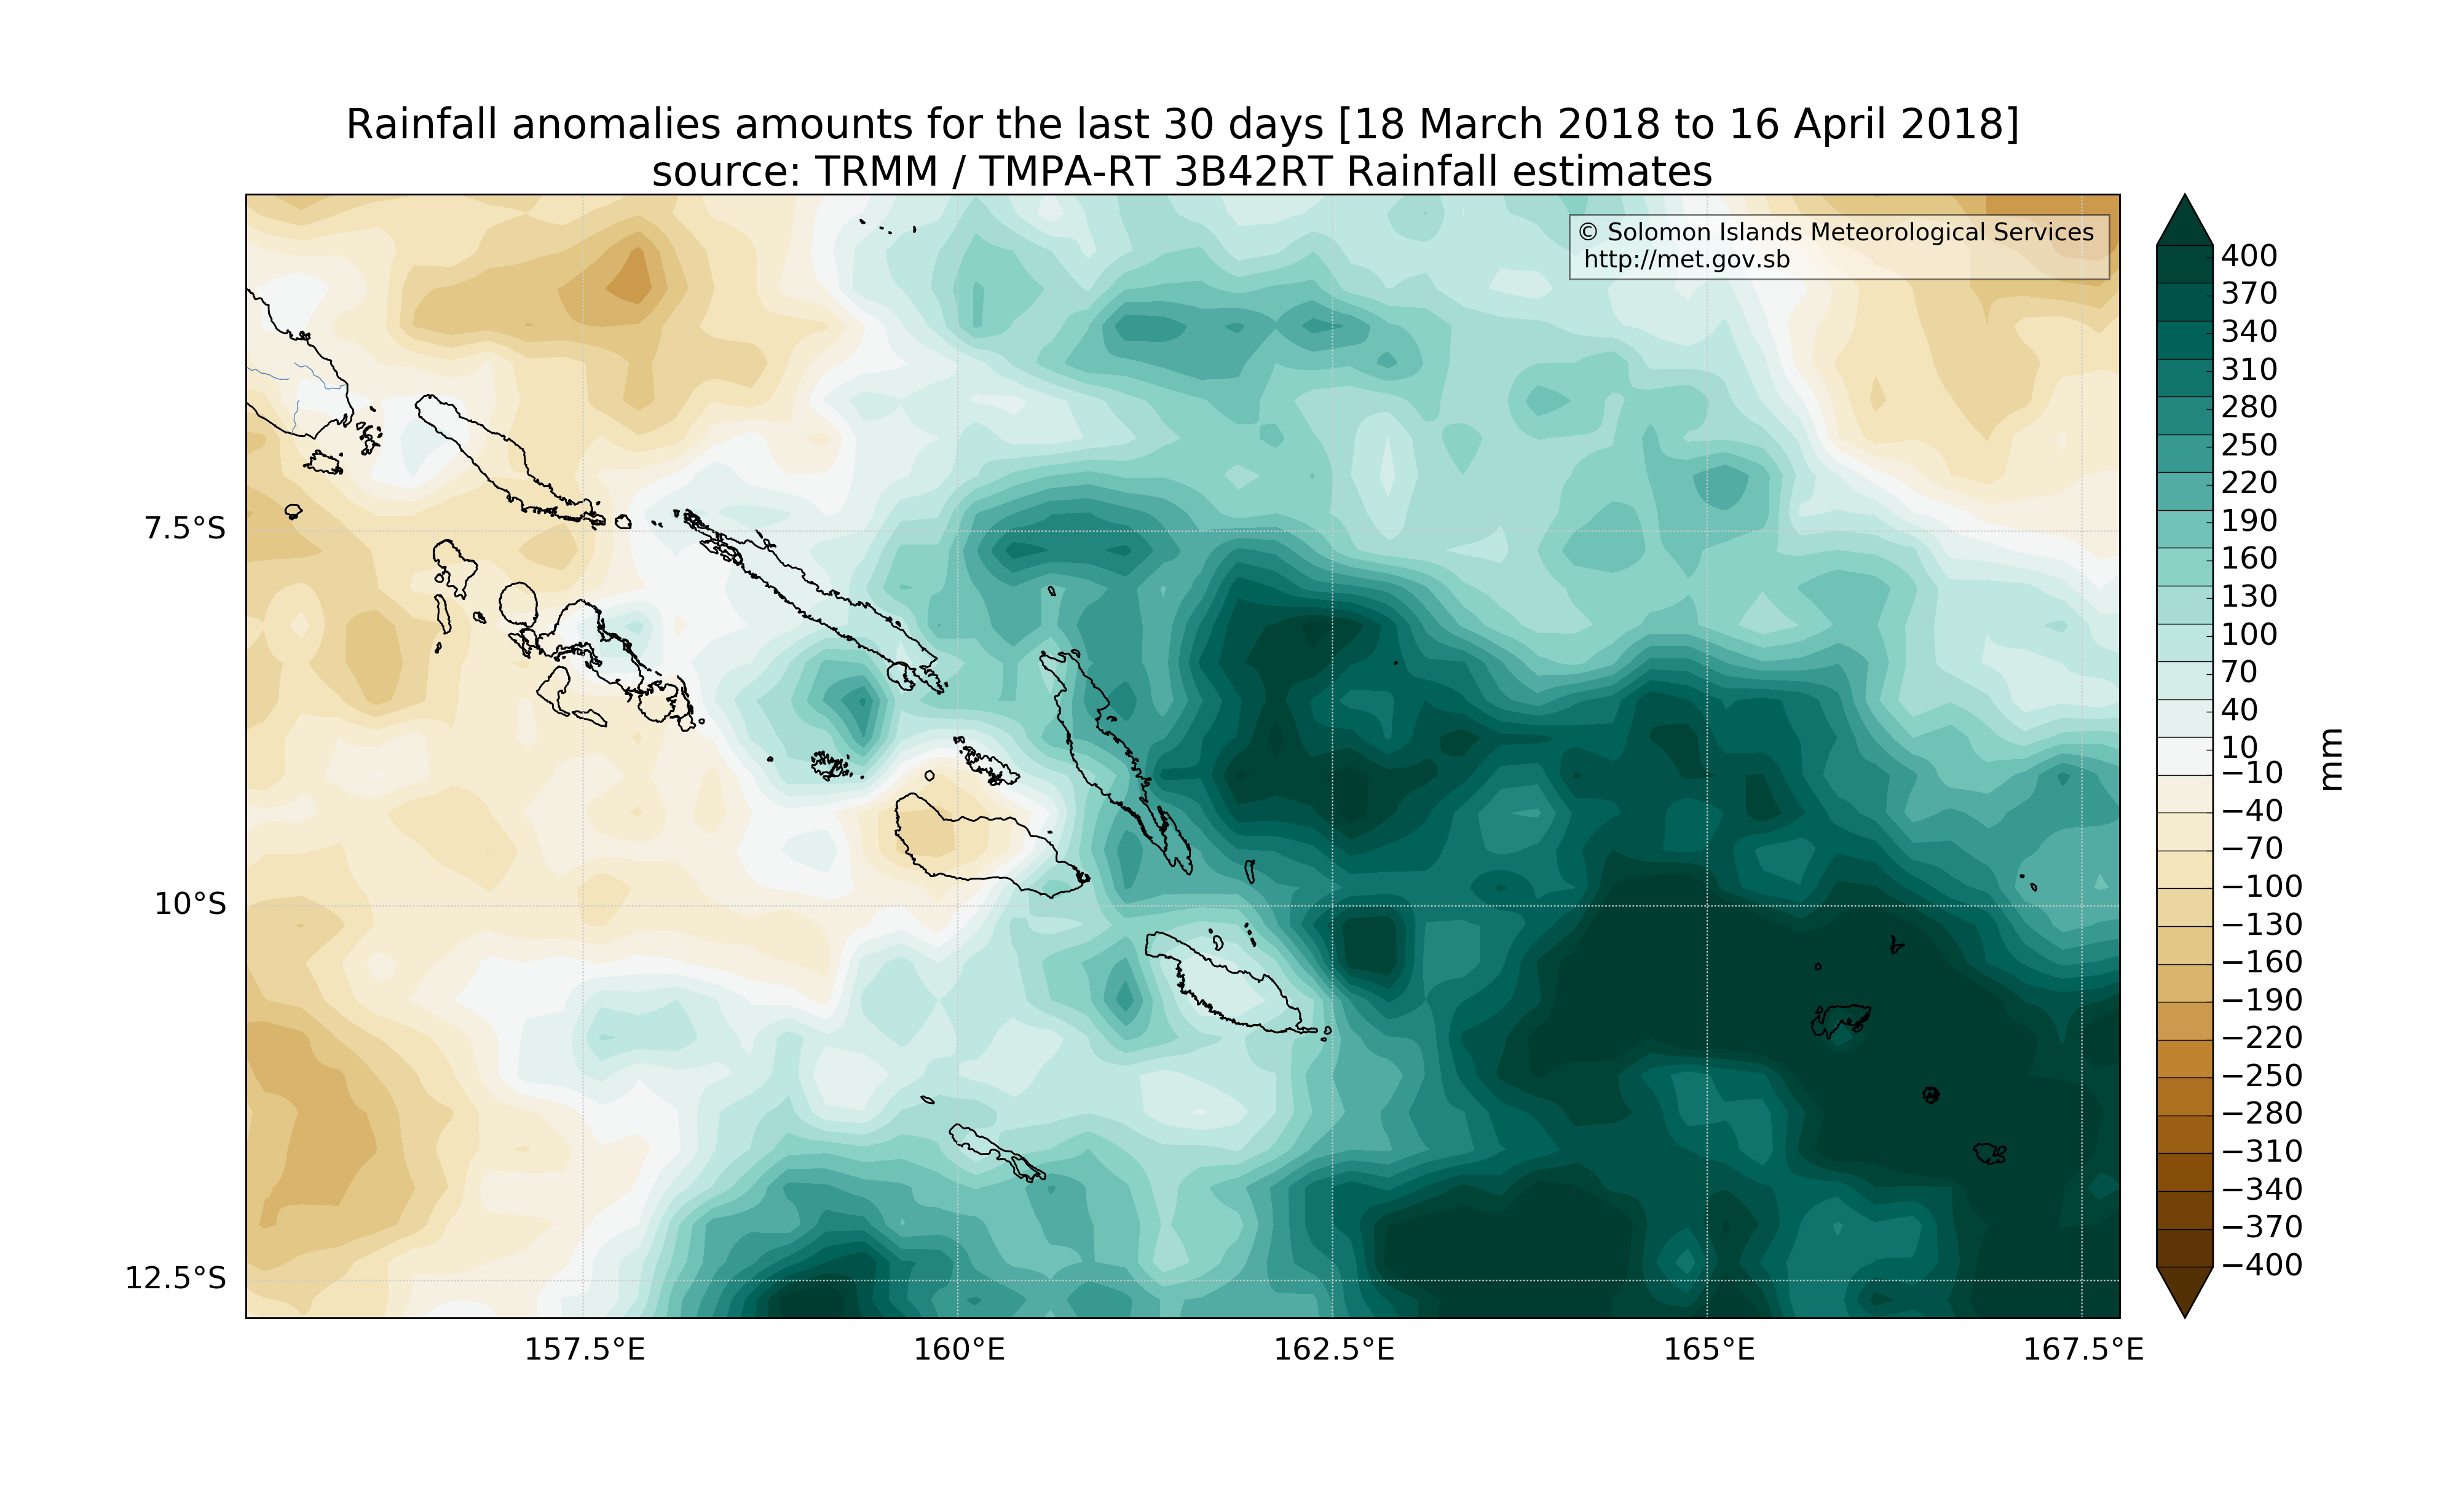 Rainfall anomalies amounts for the last 30 days [18 March 2018 to 16 April 2018]
source: TRMM / TMPA-RT 3B42RT Rainfall estimates
© Solomon Islands Meteorological Services
http://met.gov.sb
7.5°S
10°S
12.5°S
157.5°E
160°E
162.5°E
165°E
167.5°E
400
370
340
310
280
250
220
190
160
130
100
70
40
10
−10
−40
−70
−100
−130
−160
−190
−220
−250
−280
−310
−340
−370
−400
mm